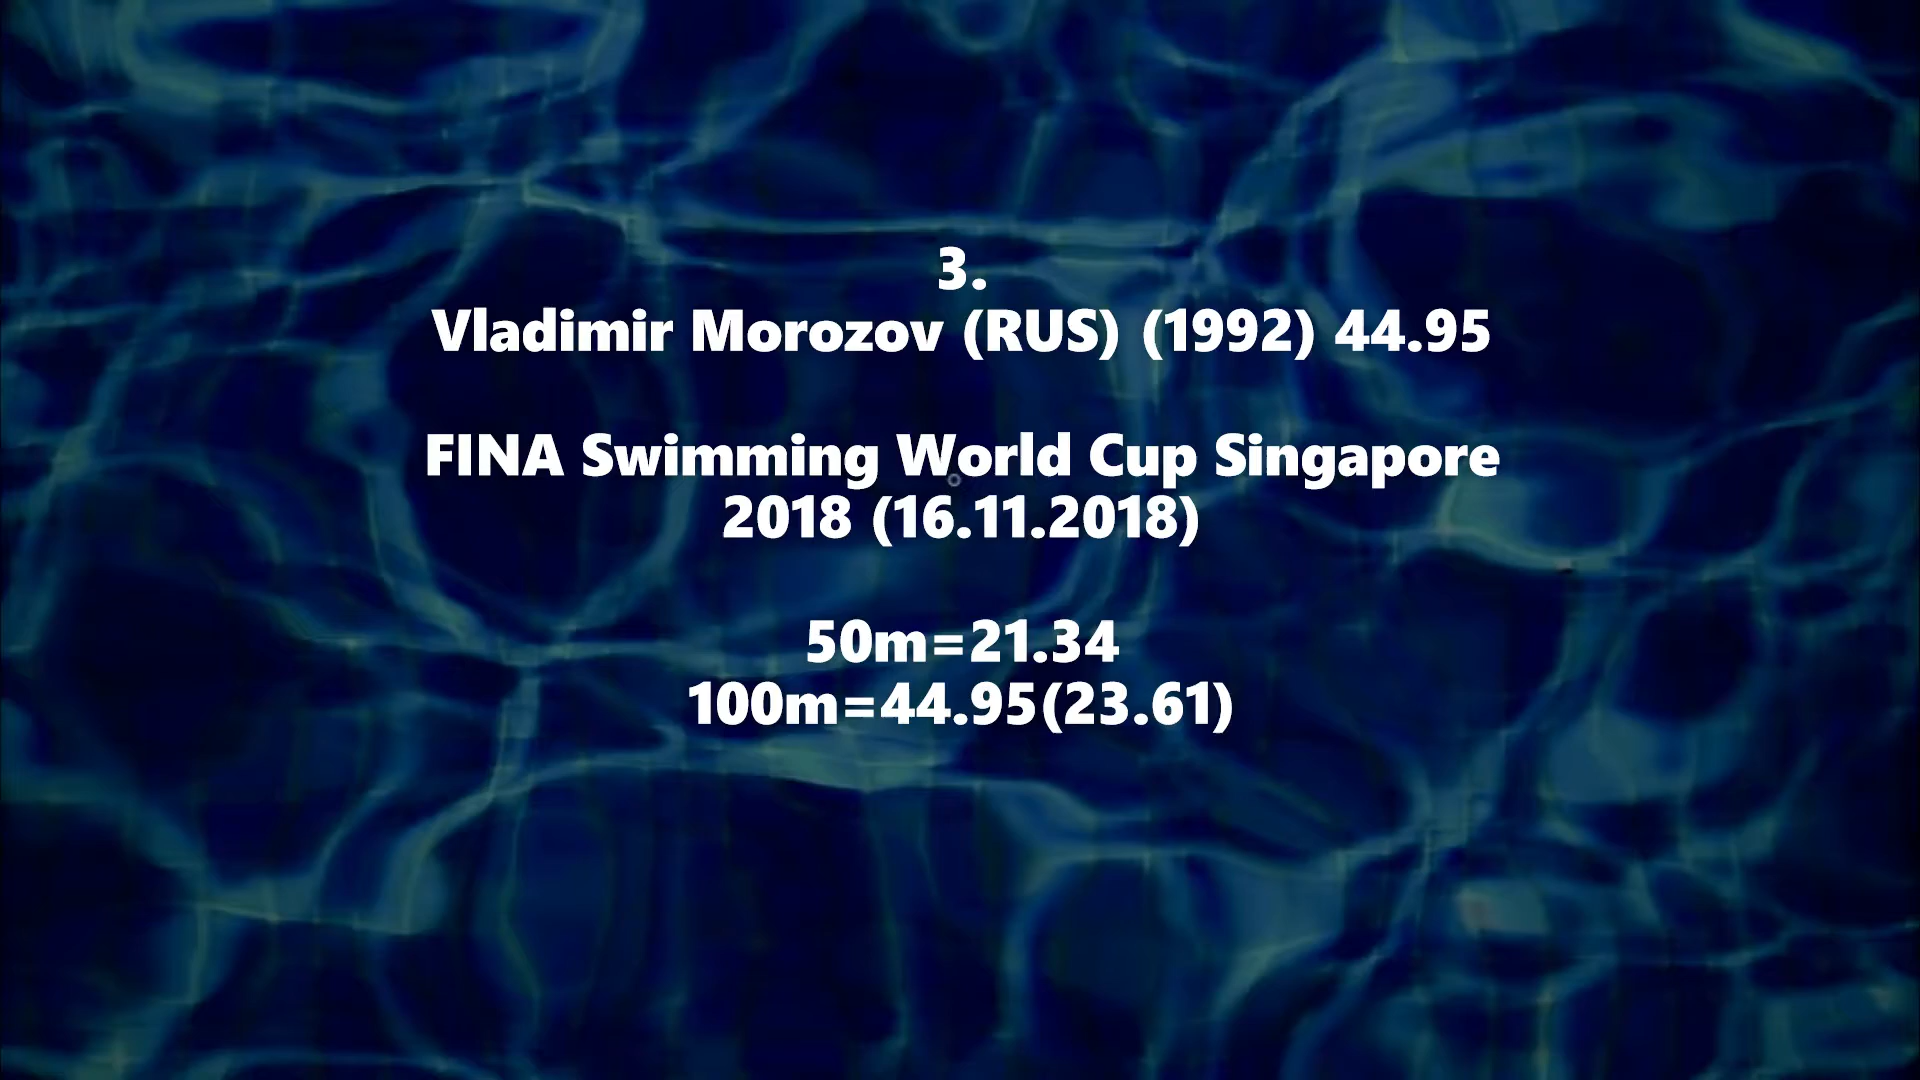 3.
Vladimir Morozov (RUS) (1992) 44.95
FINA Swimming World Cup Singapore
2018 (16.11.2018)
50m=21.34
100m=44.95(23.61)